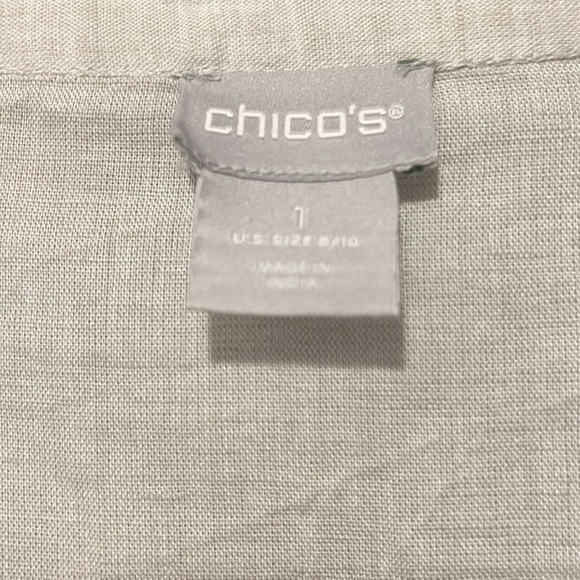 chico's®
1
U.S. SIZE 8/10
MADE IN
INDIA